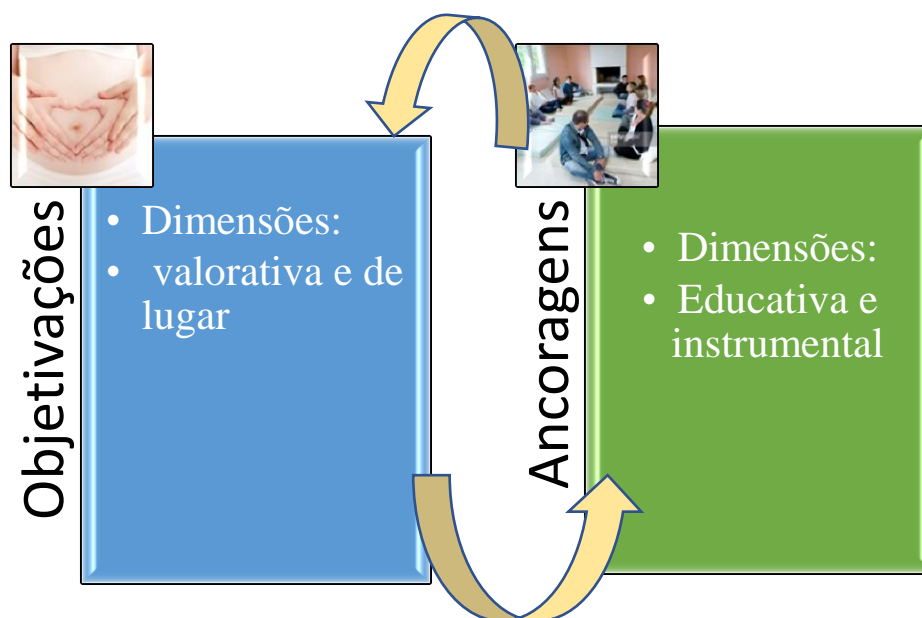 Objetivações
• Dimensões:
• valorativa e de
lugar
Ancoragens
• Dimensões:
• Educativa e
instrumental